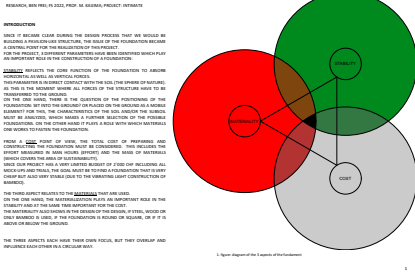 RESEARCH, BEN FREI, FS 2022, PROF. M. KAIJIMA, PROJECT: INTIMATE
INTRODUCTION
SINCE IT BECAME CLEAR DURING THE DESIGN PROCESS THAT WE WOULD BE
BUILDING A PAVILION-LIKE STRUCTURE, THE ISSUE OF THE FOUNDATION BECAME
A CENTRAL POINT FOR THE REALIZATION OF THIS PROJECT.
FOR THE PROJECT, 3 DIFFERENT PARAMETERS HAVE BEEN IDENTIFIED WHICH PLAY
AN IMPORTANT ROLE IN THE CONSTRUCTION OF A FOUNDATION:
STABILITY REFLECTS THE CORE FUNCTION OF THE FOUNDATION TO ABSORB
HORIZONTAL AS WELL AS VERTICAL FORCES.
THIS PARAMETER IS IN DIRECT CONTACT WITH THE SOIL (THE SPHERE OF NATURE).
AS THIS IS THE MOMENT WHERE ALL FORCES OF THE STRUCTURE HAVE TO BE
TRANSFERRED TO THE GROUND.
ON THE ONE HAND, THERE IS THE QUESTION OF THE POSITIONING OF THE
FOUNDATION: SET INTO THE GROUND? OR PLACED ON THE GROUND AS A MOBILE
ELEMENT? FOR THIS, THE CHARACTERISTICS OF THE SOIL AND/OR THE SUBSOIL
MUST BE ANALYZED, WHICH MAKES A FURTHER SELECTION OF THE POSSIBLE
FOUNDATIONS. ON THE OTHER HAND IT PLAYS A ROLE WITH WHICH MATERIALS
ONE WORKS TO FASTEN THE FOUNDATION.
FROM A COST POINT OF VIEW, THE TOTAL COST OF PREPARING AND
CONSTRUCTING THE FOUNDATION MUST BE CONSIDERED. THIS INCLUDES THE
EFFORT MEASURED IN MAN HOURS (EFFORT) AND THE MASS OF MATERIALS
(WHICH COVERS THE AREA OF SUSTAINABILITY).
SINCE OUR PROJECT HAS A VERY LIMITED BUDGET OF 2'000 CHF INCLUDING ALL
MOCK-UPS AND TRIALS, THE GOAL MUST BE TO FIND A FOUNDATION THAT IS VERY
CHEAP BUT ALSO VERY STABLE (DUE TO THE VIBRATING LIGHT CONSTRUCTION OF
BAMBOO).
THE THIRD ASPECT RELATES TO THE MATERIALS THAT ARE USED.
ON THE ONE HAND, THE MATERIALIZATION PLAYS AN IMPORTANT ROLE IN THE
STABILITY AND AT THE SAME TIME IMPORTANT FOR THE COST.
THE MATERIALITY ALSO SHOWS IN THE DESIGN OF THE DESIGN, IF STEEL, WOOD OR
ONLY BAMBOO IS USED, IF THE FOUNDATION IS ROUND OR SQUARE, OR IF IT IS
ABOVE OR BELOW THE GROUND.
THE THREE ASPECTS EACH HAVE THEIR OWN FOCUS, BUT THEY OVERLAP AND
INFLUENCE EACH OTHER IN A CIRCULAR WAY.
STABILITY
MATERIALITY
COST
1. figure: diagram of the 3 aspects of the fundament
2